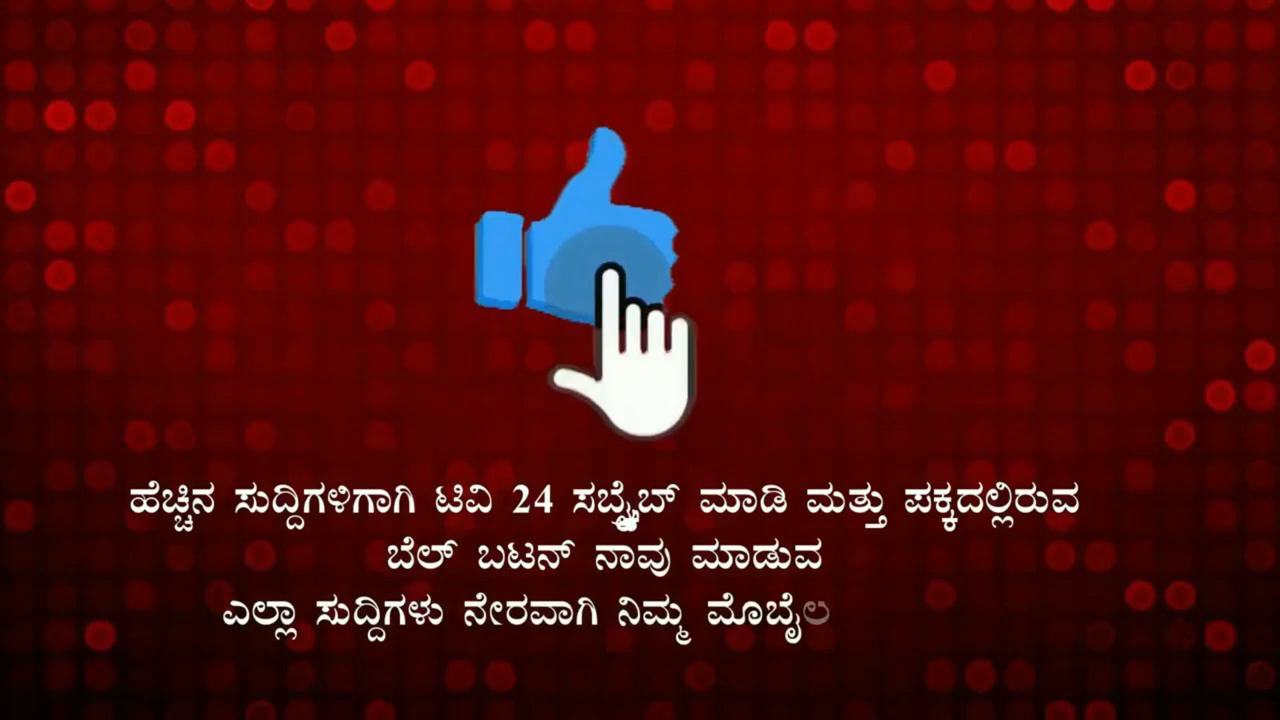 ಹೆಚ್ಚಿನ ಸುದ್ದಿಗಳಿಗಾಗಿ ಟಿವಿ 24 ಸಬ್ಸ್ಕ್ರೈಬ್ ಮಾಡಿ ಮತ್ತು ಪಕ್ಕದಲ್ಲಿರುವ
ಬೆಲ್ ಬಟನ್ ನಾವು ಮಾಡುವ
ಎಲ್ಲಾ ಸುದ್ದಿಗಳು ನೇರವಾಗಿ ನಿಮ್ಮ ಮೊಬೈಲ